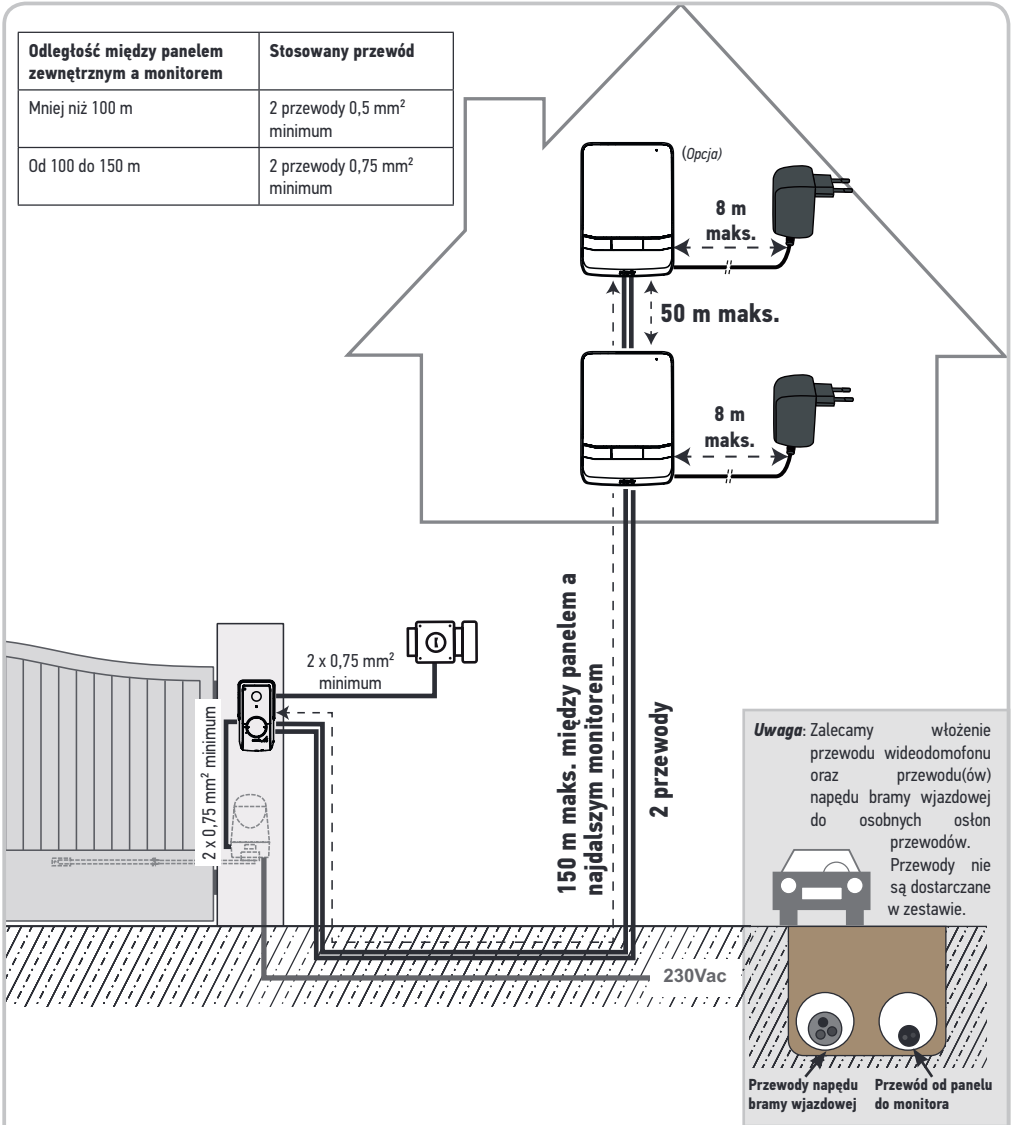 Odległość między panelem
zewnętrznym a monitorem
Stosowany przewód
Mniej niż 100 m
2 przewody 0,5 mm²
minimum
Od 100 do 150 m
2 przewody 0,75 mm²
minimum
(Opcja)
8 m
maks.
50 m maks.
8 m
maks.
150 m maks. między panelem a
najdalszym monitorem
2 przewody
2 x 0,75 mm²
minimum
2 x 0,75 mm² minimum
230Vac
Uwaga: Zalecamy włożenie
przewodu wideodomofonu
oraz przewodu(ów)
napędu bramy wjazdowej
do osobnych osłon
przewodów.
Przewody nie
są dostarczane
w zestawie.
Przewody napędu
bramy wjazdowej
Przewód od panelu
do monitora